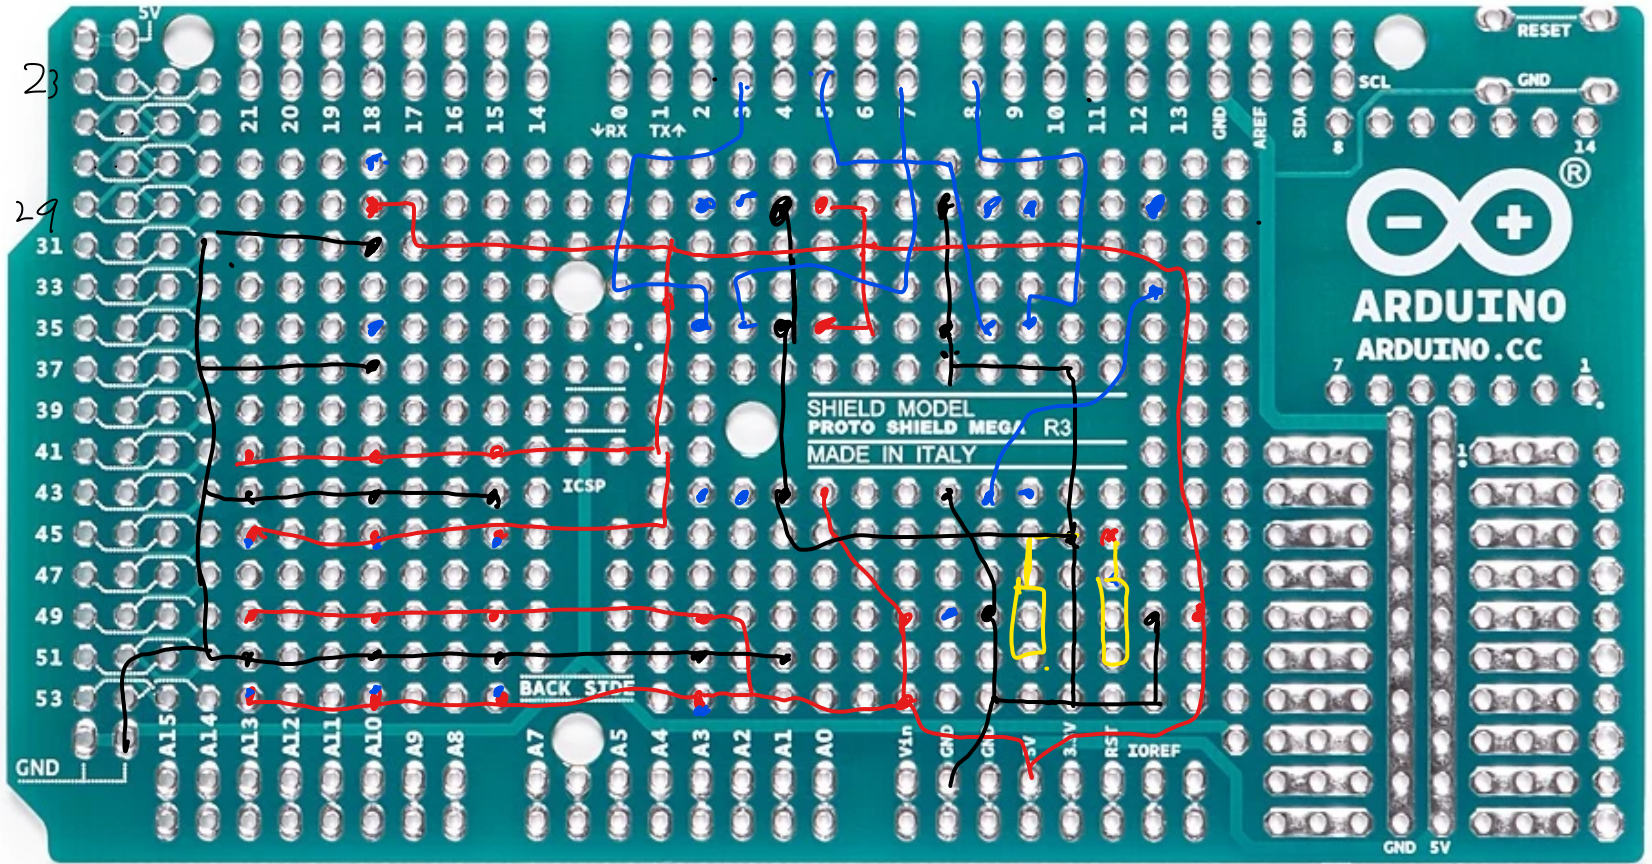 5V
RESET
23
SCL
GND
21 20 19 18 17 16 15 14
0 1 2 3 4 5 6 7
8 9 10 11 12 13 GND AREF SDA
↓RX TX↑
8 14
®
29
31
33
35
37
39
41
43
45
47
49
51
53
ARDUINO
ARDUINO.CC
7 1
SHIELD MODEL
PROTO SHIELD MEGA R3
MADE IN ITALY
1
ICSP
BACK SIDE
GND
A15 A14 A13 A12 A11 A10 A9 A8
A7 A5 A4 A3 A2 A1 A0
Vin GND GND 5V 3.3V RST IOREF
GND 5V